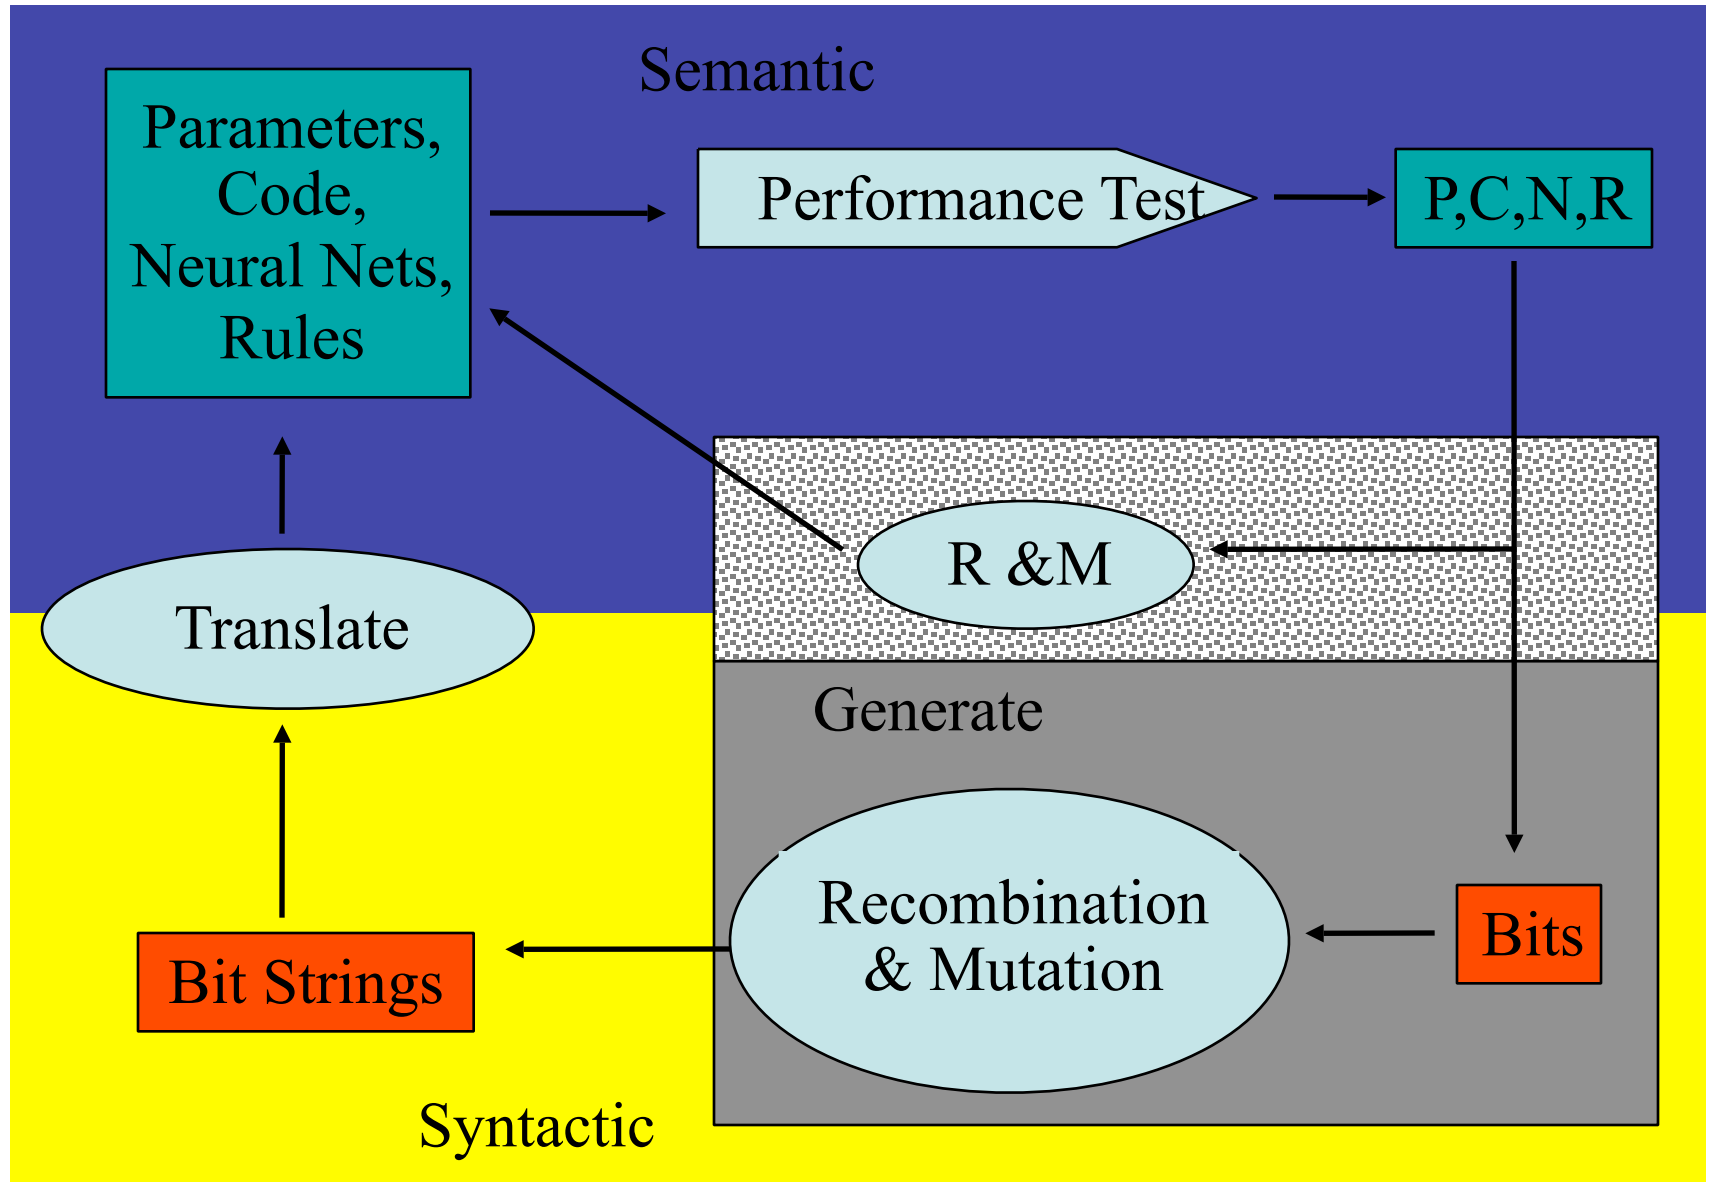 Semantic
Parameters,
Code,
Neural Nets,
Rules
Performance Test
P,C,N,R
R &M
Translate
Generate
Recombination
& Mutation
Bits
Bit Strings
Syntactic